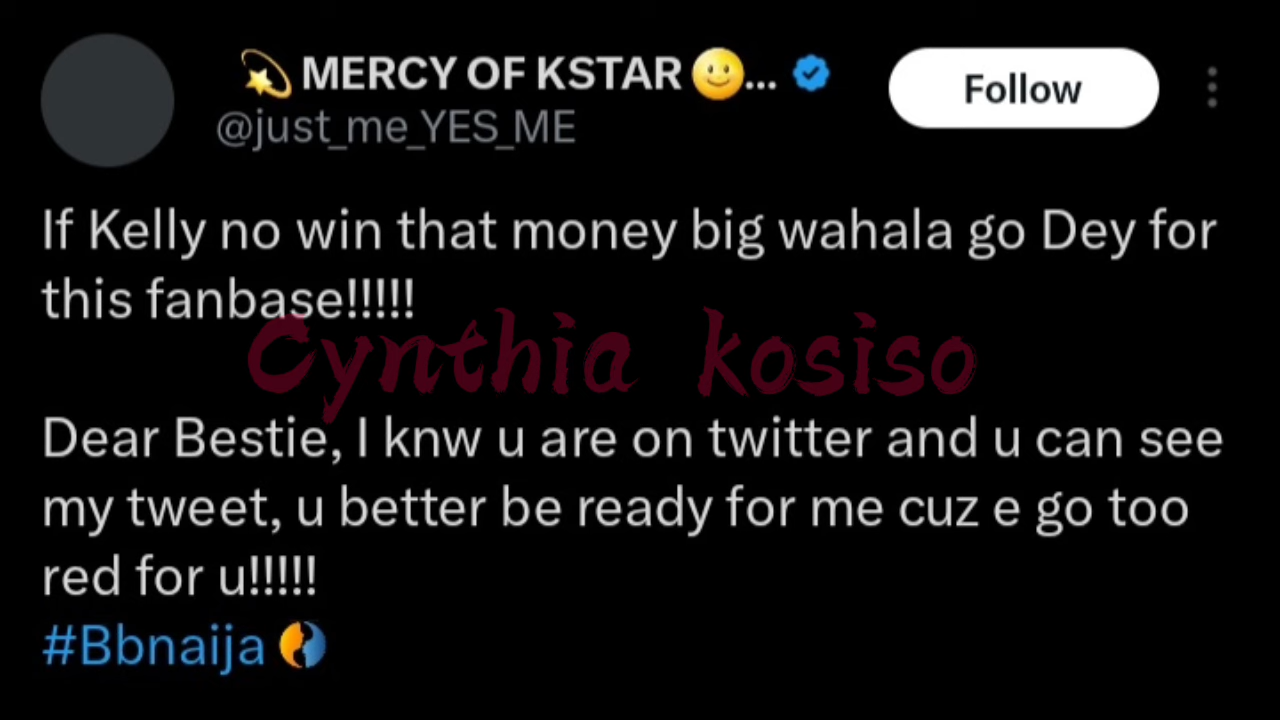 💫 MERCY OF KSTAR 🙂...
Follow
@just_me_YES_ME
If Kelly no win that money big wahala go Dey for
this fanbase!!!!!
Cynthia kosiso
Dear Bestie, I knw u are on twitter and u can see
my tweet, u better be ready for me cuz e go too
red for u!!!!!
#Bbnaija